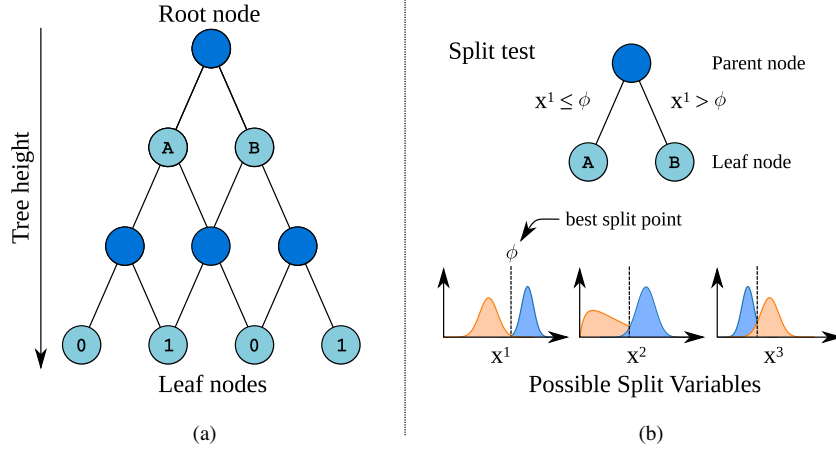 Root node
Tree height
A B
0 1 0 1
Leaf nodes
(a)
Split test
Parent node
x¹ ≤ ϕ x¹ > ϕ
A B
Leaf node
best split point
ϕ
x¹ x² x³
Possible Split Variables
(b)